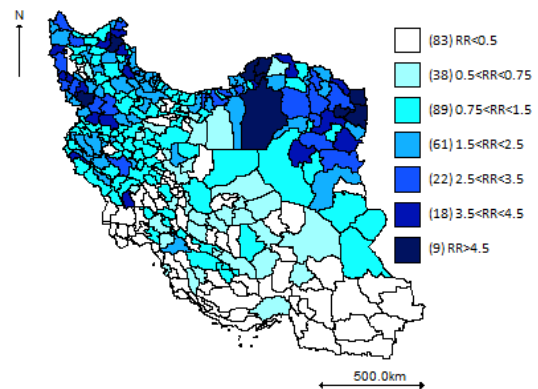 N
(83) RR<0.5
(38) 0.5<RR<0.75
(89) 0.75<RR<1.5
(61) 1.5<RR<2.5
(22) 2.5<RR<3.5
(18) 3.5<RR<4.5
(9) RR>4.5
500.0km